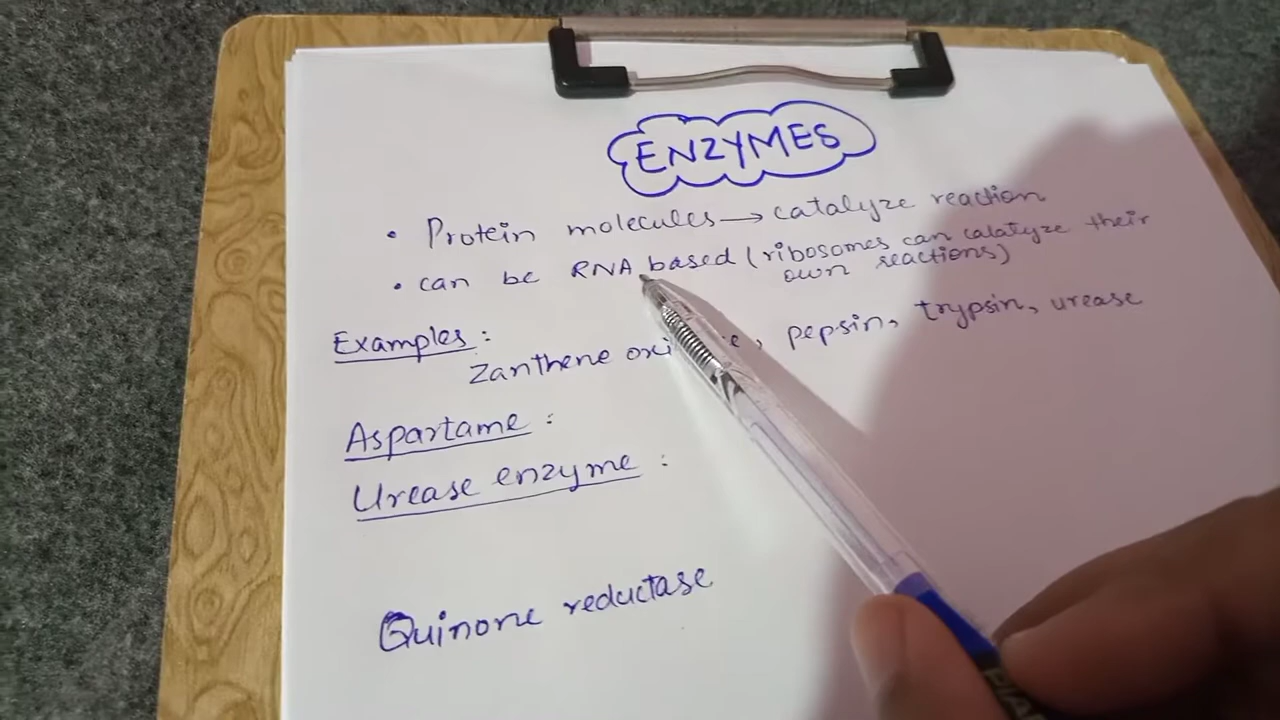 ENZYMES
• Protein molecules → catalyze reaction
• can be RNA based (ribosomes can catalyze their
own reactions)
Examples:
Zanthene oxi e, pepsin, trypsin, urease
Aspartame :
Urease enzyme :
Quinone reductase